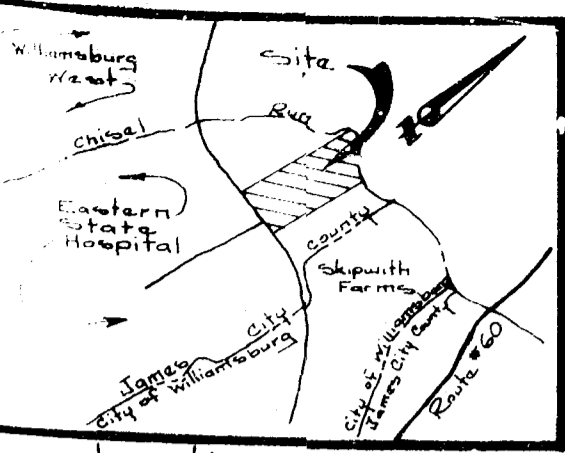 Williamsburg
West
Site
Chisel
Run
Eastern
State
Hospital
County
Skipwith
Farms
James
City
City of Williamsburg
City of Williamsburg
James City County
Route #60